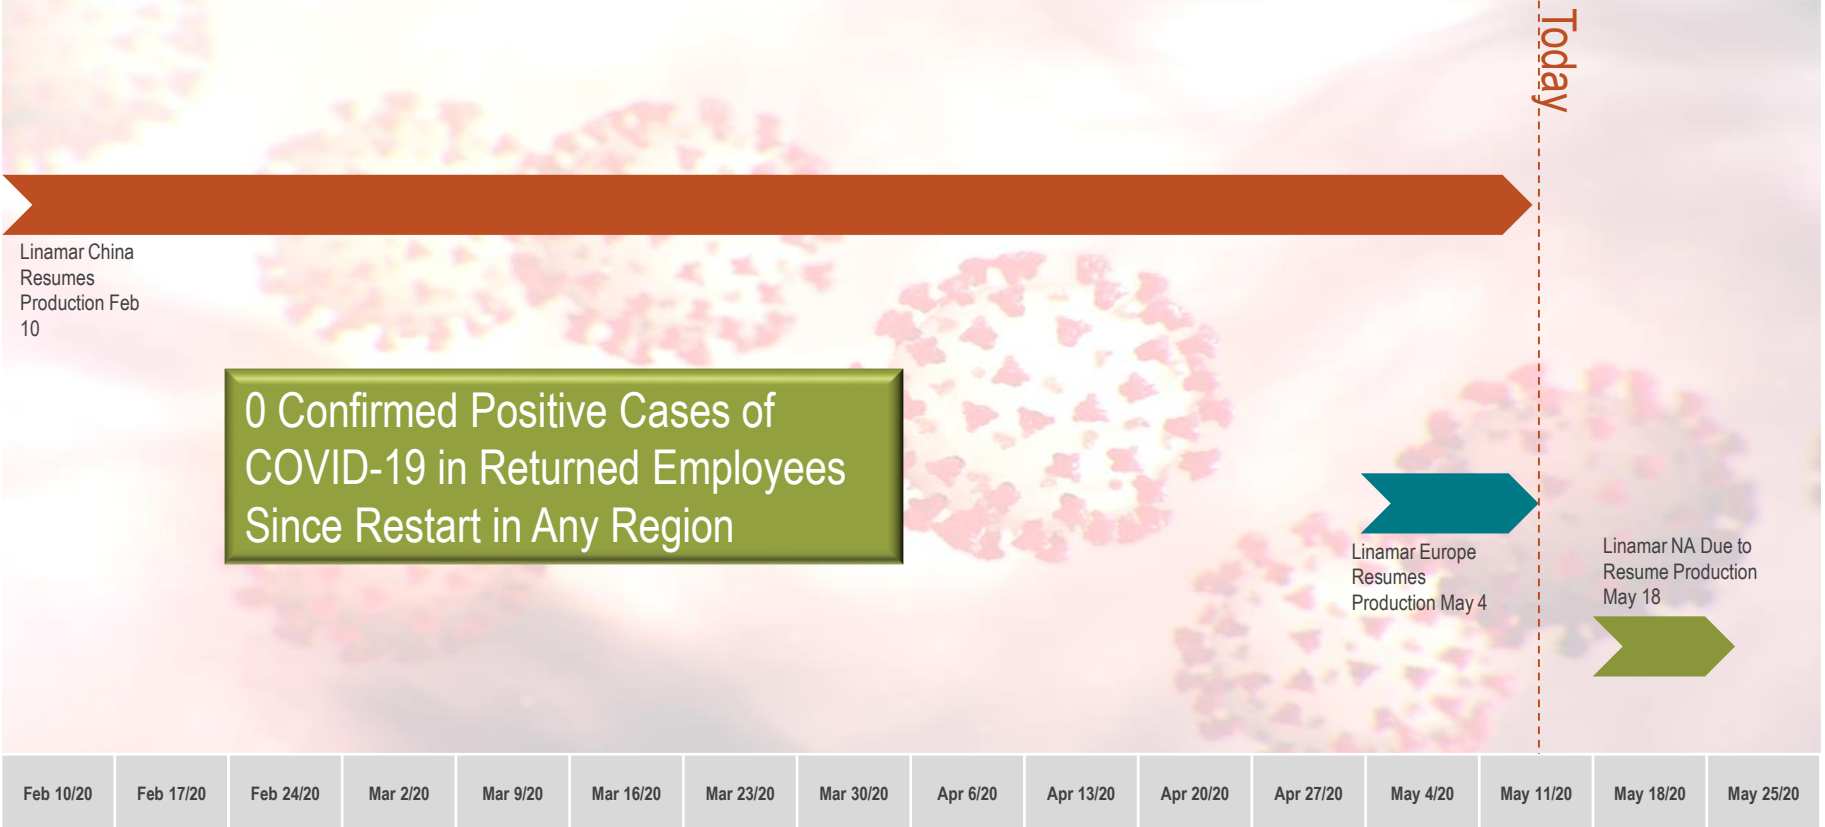 Today
Linamar China
Resumes
Production Feb
10
0 Confirmed Positive Cases of
COVID-19 in Returned Employees
Since Restart in Any Region
Linamar Europe
Resumes
Production May 4
Linamar NA Due to
Resume Production
May 18
Feb 10/20 Feb 17/20 Feb 24/20 Mar 2/20 Mar 9/20 Mar 16/20 Mar 23/20 Mar 30/20 Apr 6/20 Apr 13/20 Apr 20/20 Apr 27/20 May 4/20 May 11/20 May 18/20 May 25/20